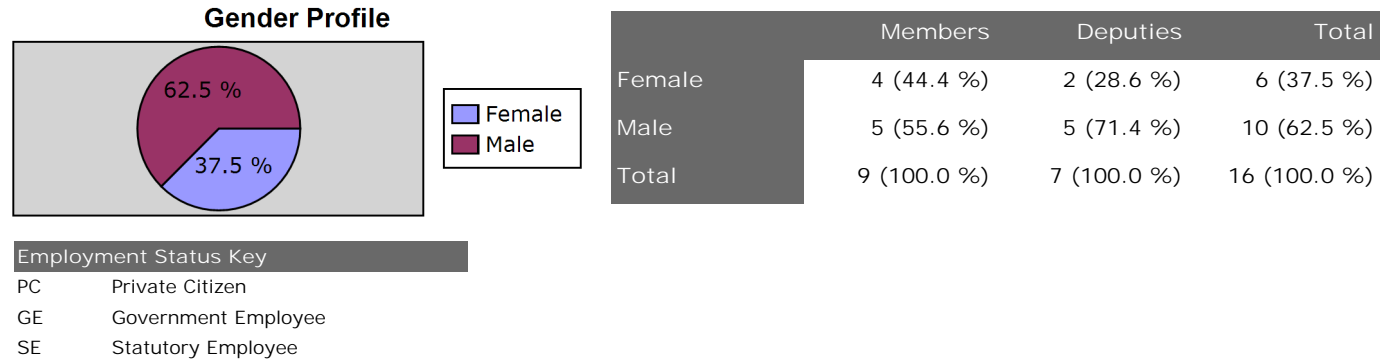 Gender Profile
62.5 %
37.5 %
Female
Male
Members Deputies Total
Female 4 (44.4 %) 2 (28.6 %) 6 (37.5 %)
Male 5 (55.6 %) 5 (71.4 %) 10 (62.5 %)
Total 9 (100.0 %) 7 (100.0 %) 16 (100.0 %)
Employment Status Key
PC Private Citizen
GE Government Employee
SE Statutory Employee